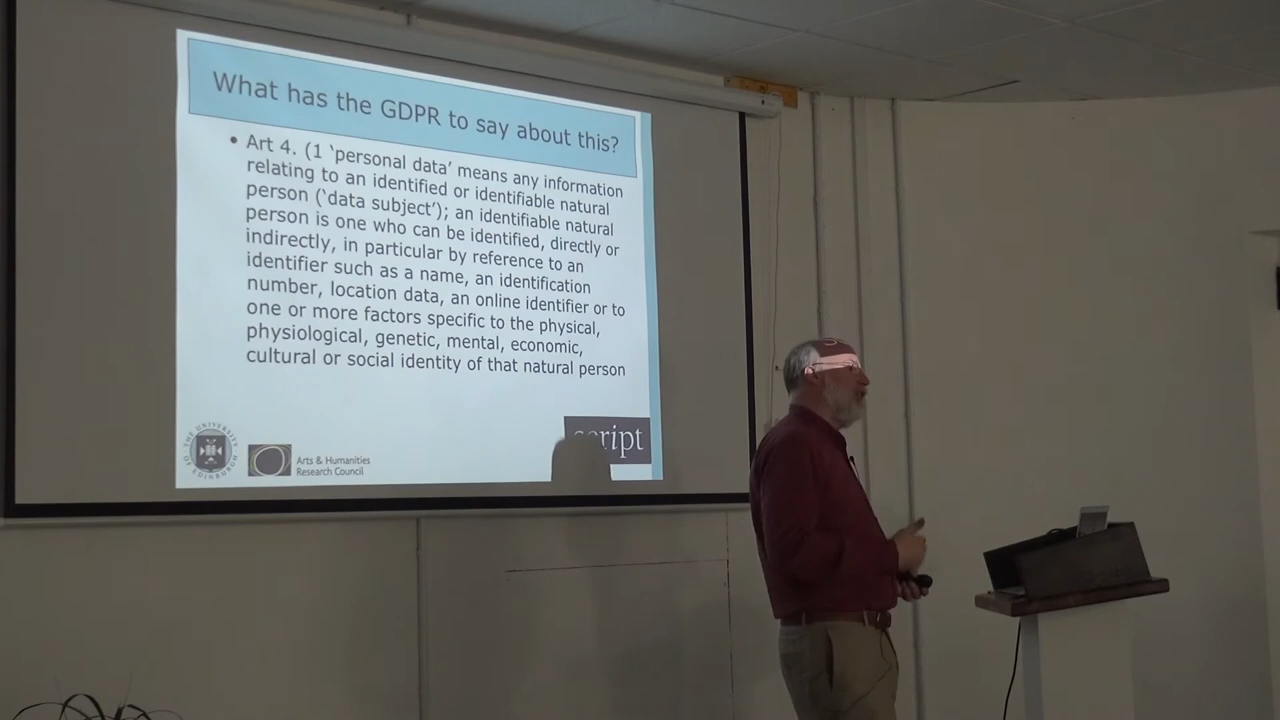 What has the GDPR to say about this?
• Art 4. (1 ‘personal data’ means any information
relating to an identified or identifiable natural
person (‘data subject’); an identifiable natural
person is one who can be identified, directly or
indirectly, in particular by reference to an
identifier such as a name, an identification
number, location data, an online identifier or to
one or more factors specific to the physical,
physiological, genetic, mental, economic,
cultural or social identity of that natural person
THE UNIVERSITY OF EDINBURGH
Arts & Humanities
Research Council
script